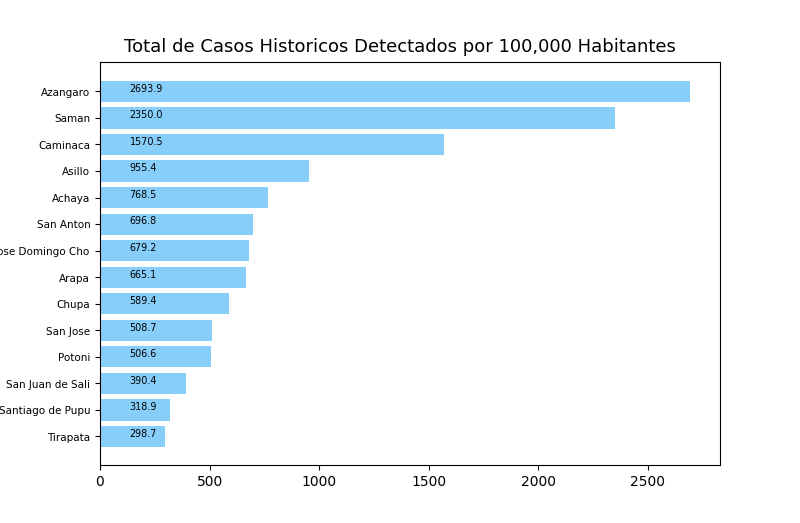 Total de Casos Historicos Detectados por 100,000 Habitantes
Azangaro 2693.9
Saman 2350.0
Caminaca 1570.5
Asillo 955.4
Achaya 768.5
San Anton 696.8
ose Domingo Cho 679.2
Arapa 665.1
Chupa 589.4
San Jose 508.7
Potoni 506.6
San Juan de Sali 390.4
Santiago de Pupu 318.9
Tirapata 298.7
0 500 1000 1500 2000 2500